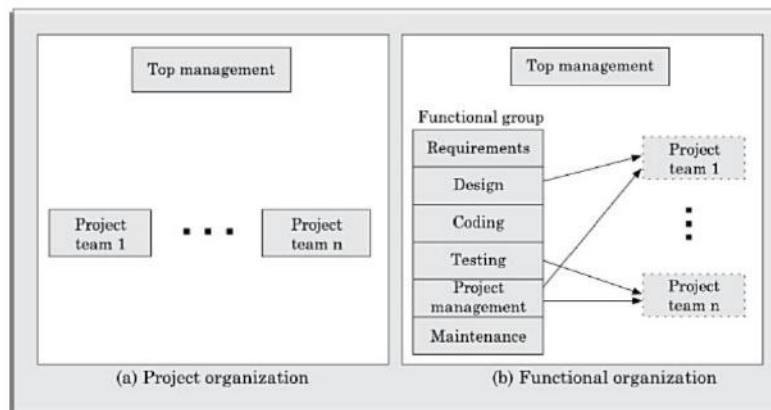 Top management
Project
team 1
Project
team n
(a) Project organization
Top management
Functional group
Requirements
Design
Coding
Testing
Project
management
Maintenance
Project
team 1
Project
team n
(b) Functional organization